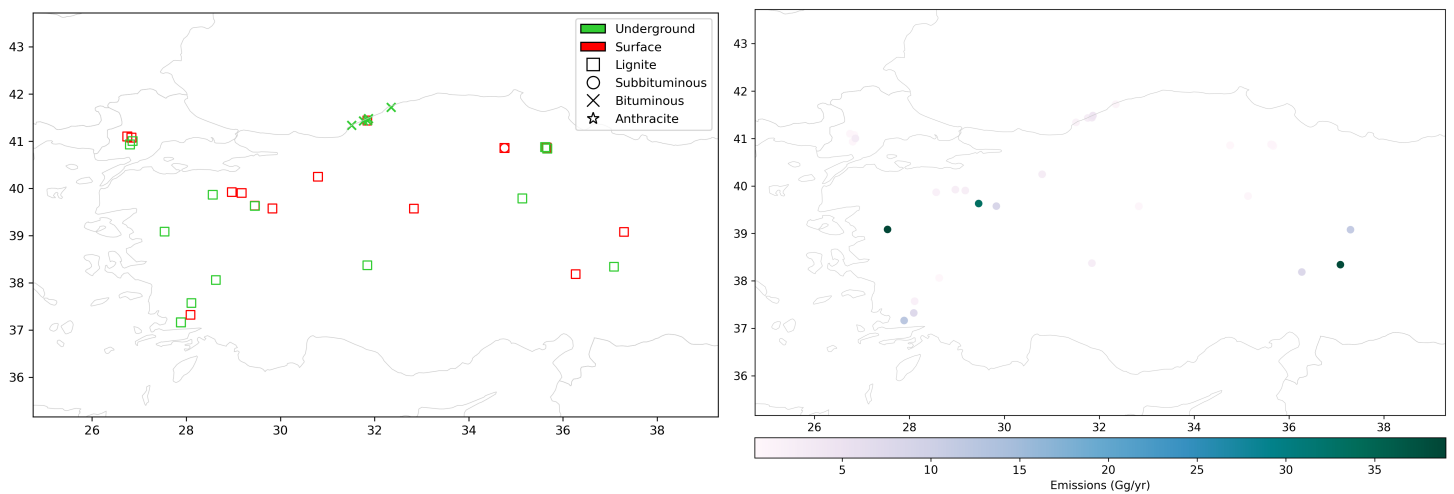 43
42
41
40
39
38
37
36
26 28 30 32 34 36 38
Underground
Surface
Lignite
Subbituminous
Bituminous
Anthracite
43
42
41
40
39
38
37
36
26 28 30 32 34 36 38
5 10 15 20 25 30 35
Emissions (Gg/yr)